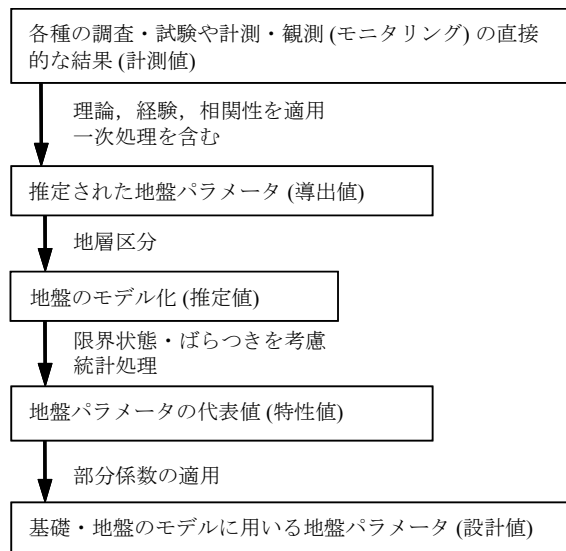 各種の調査・試験や計測・観測 (モニタリング) の直接
的な結果 (計測値)
理論，経験，相関性を適用
一次処理を含む
推定された地盤パラメータ (導出値)
地層区分
地盤のモデル化 (推定値)
限界状態・ばらつきを考慮
統計処理
地盤パラメータの代表値 (特性値)
部分係数の適用
基礎・地盤のモデルに用いる地盤パラメータ (設計値)